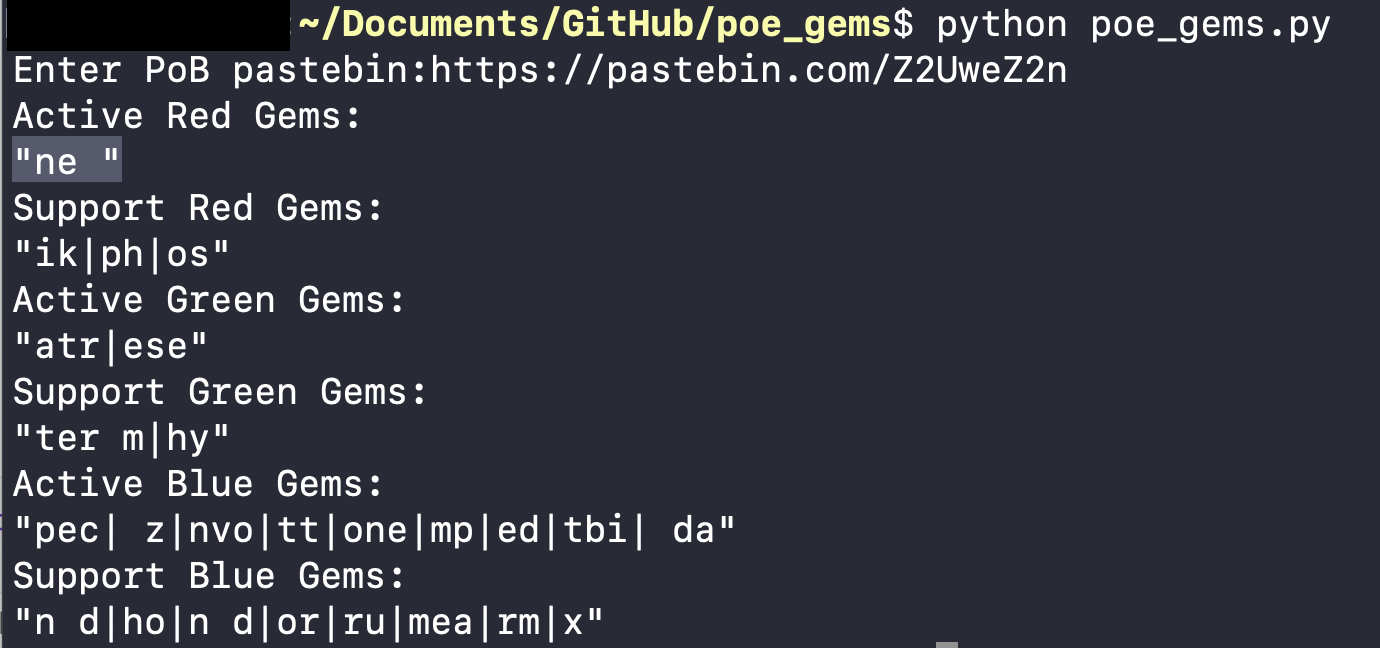 :~/Documents/GitHub/poe_gems$ python poe_gems.py
Enter PoB pastebin:https://pastebin.com/Z2UweZ2n
Active Red Gems:
"ne "
Support Red Gems:
"ik|ph|os"
Active Green Gems:
"atr|ese"
Support Green Gems:
"ter m|hy"
Active Blue Gems:
"pec| z|nvo|tt|one|mp|ed|tbi| da"
Support Blue Gems:
"n d|ho|n d|or|ru|mea|rm|x"